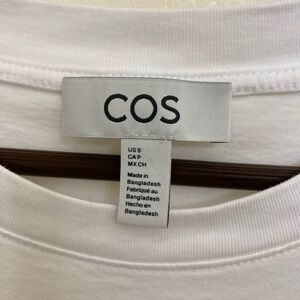 COS
US S
CA P
MX CH
Made in
Bangladesh
Fabriqué au
Bangladesh
Hecho en
Bangladesh